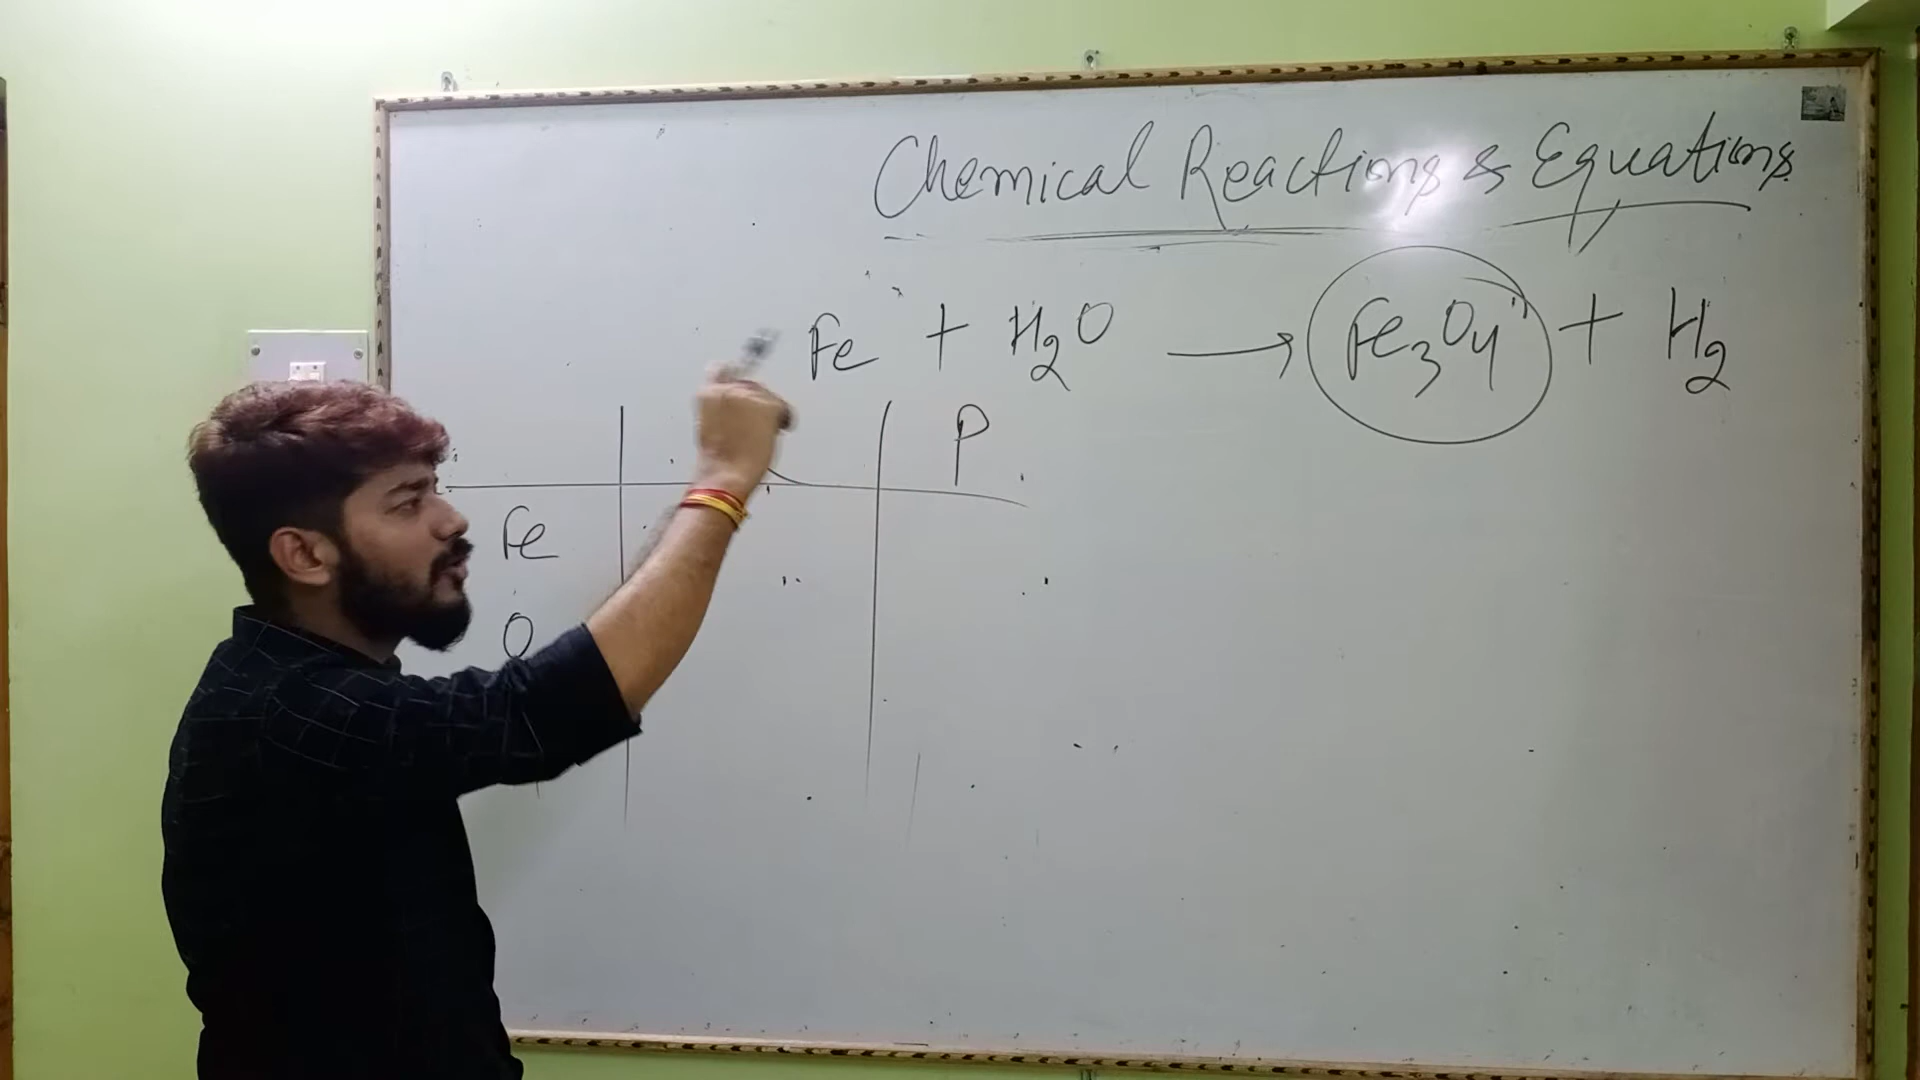 Chemical Reactions & Equations
Fe + H2O → Fe3O4 + H2
P
Fe
O